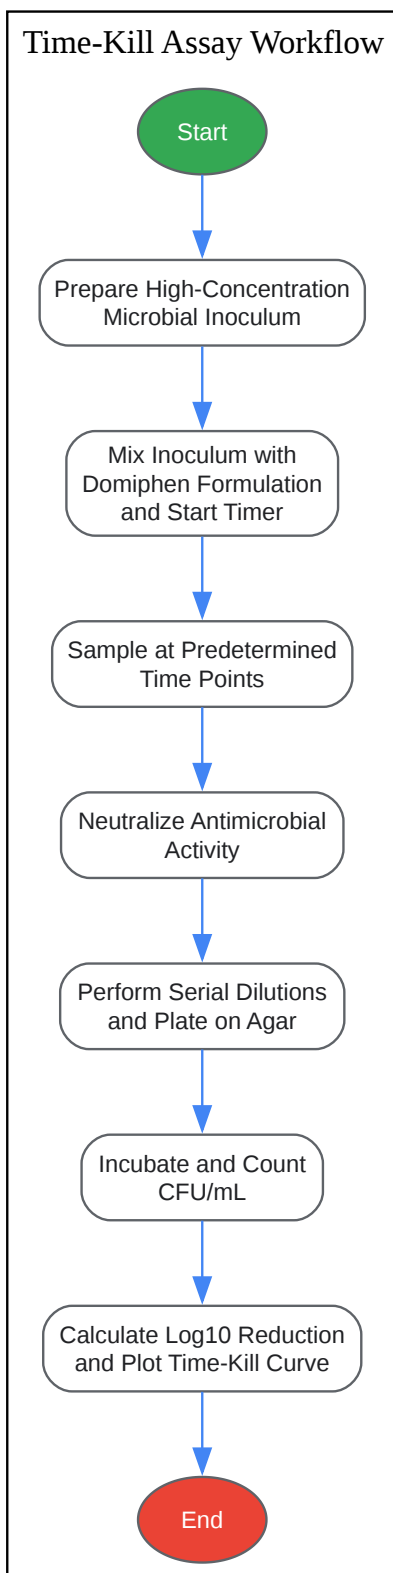 Time-Kill Assay Workflow
Start
Prepare High-Concentration
Microbial Inoculum
Mix Inoculum with
Domiphen Formulation
and Start Timer
Sample at Predetermined
Time Points
Neutralize Antimicrobial
Activity
Perform Serial Dilutions
and Plate on Agar
Incubate and Count
CFU/mL
Calculate Log10 Reduction
and Plot Time-Kill Curve
End